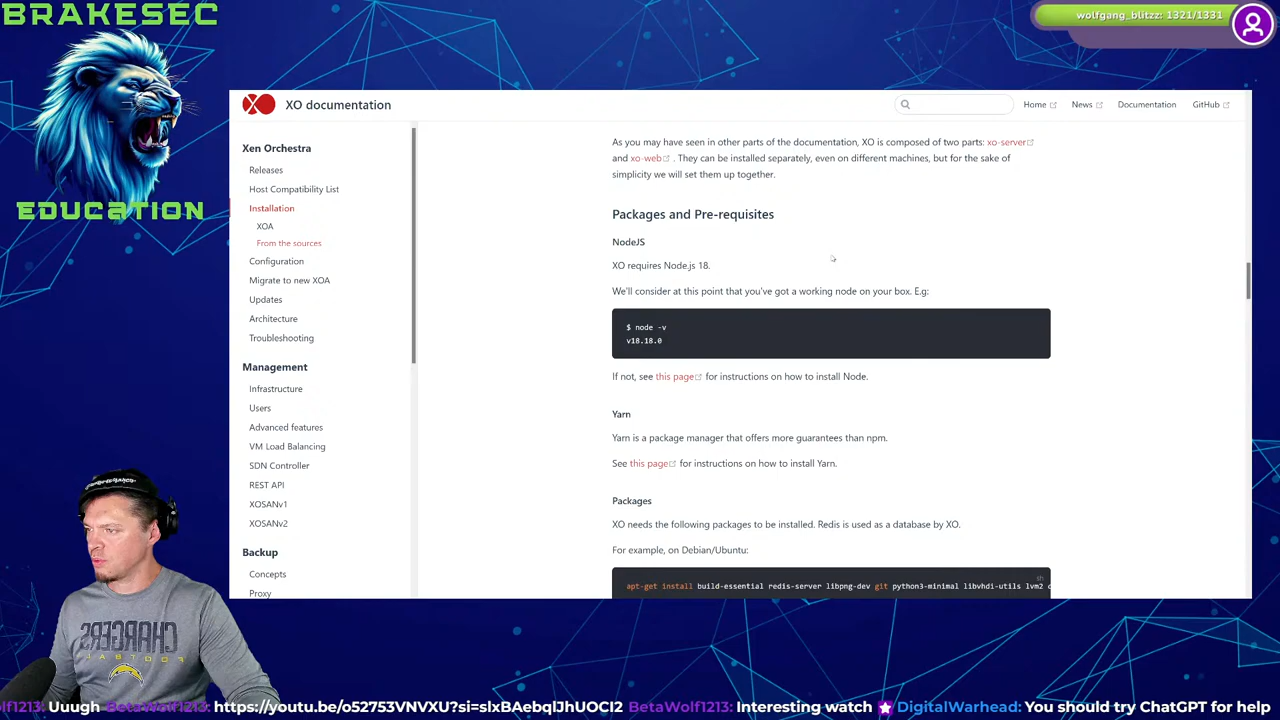 BRAKESEC
EDUCATION
wolfgang_blitzz: 1321/1331
XO documentation
Home
News
Documentation
GitHub
Xen Orchestra
Releases
Host Compatibility List
Installation
XOA
From the sources
Configuration
Migrate to new XOA
Updates
Architecture
Troubleshooting
Management
Infrastructure
Users
Advanced features
VM Load Balancing
SDN Controller
REST API
XOSANv1
XOSANv2
Backup
Concepts
Proxy
As you may have seen in other parts of the documentation, XO is composed of two parts: xo-server
and xo-web . They can be installed separately, even on different machines, but for the sake of
simplicity we will set them up together.
Packages and Pre-requisites
NodeJS
XO requires Node.js 18.
We'll consider at this point that you've got a working node on your box. E.g:
$ node -v
v18.18.0
If not, see this page for instructions on how to install Node.
Yarn
Yarn is a package manager that offers more guarantees than npm.
See this page for instructions on how to install Yarn.
Packages
XO needs the following packages to be installed. Redis is used as a database by XO.
For example, on Debian/Ubuntu:
sh
apt-get install build-essential redis-server libpng-dev git python3-minimal libvhdi-utils lvm2 c
CHARGERS
FOOTBALL
olf1213: Uuugh BetaWolf1213: https://youtu.be/o52753VNVXU?si=slxBAebqlJhUOCI2 BetaWolf1213: Interesting watch DigitalWarhead: You should try ChatGPT for help